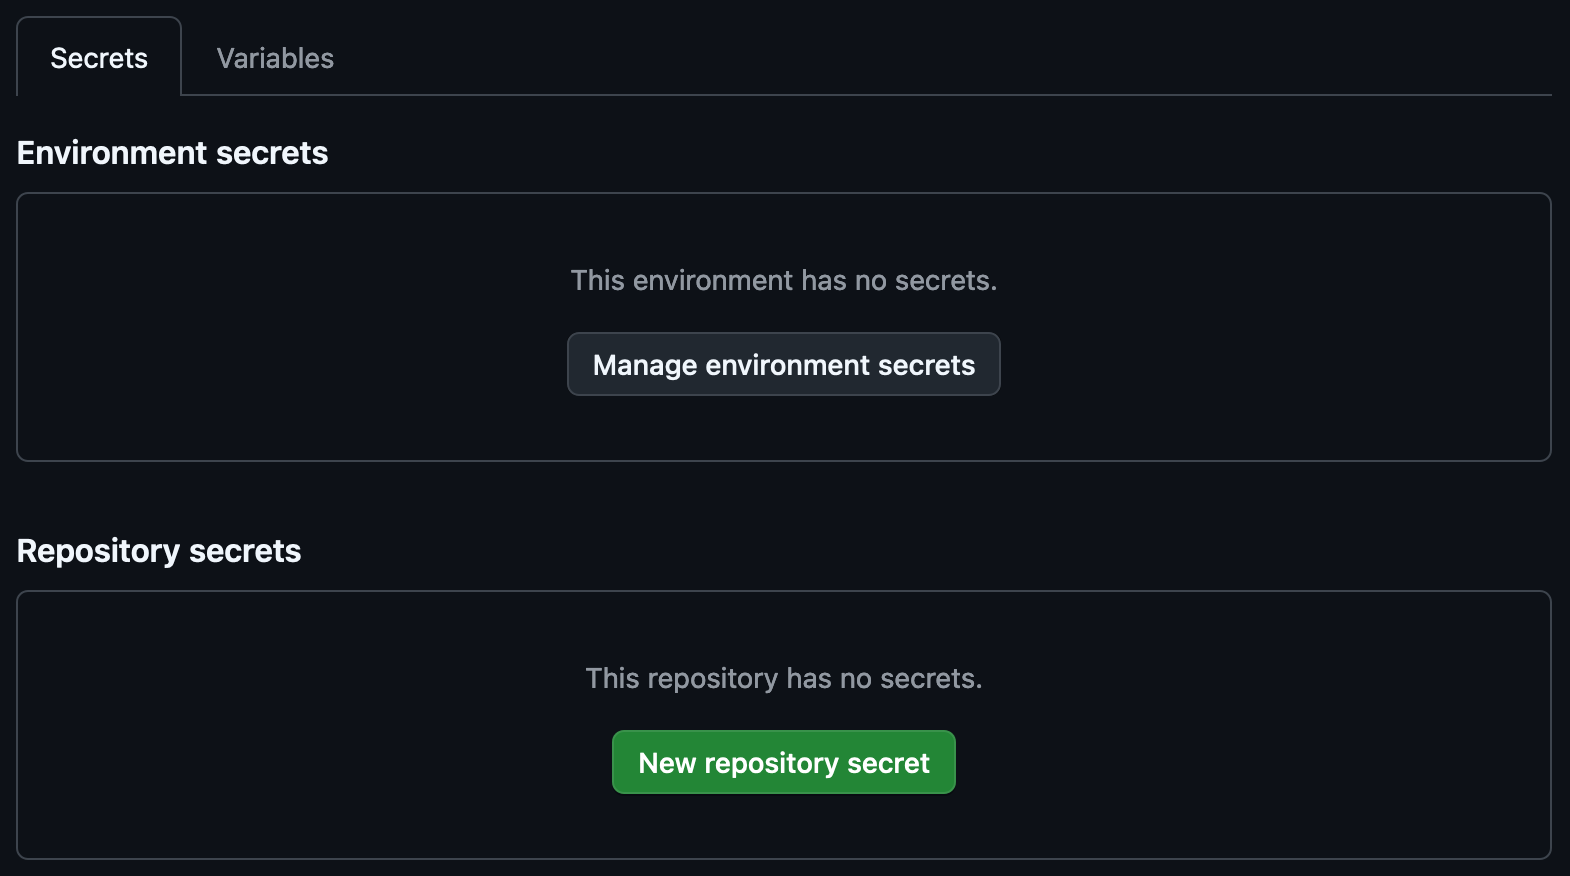 Secrets
Variables
Environment secrets
This environment has no secrets.
Manage environment secrets
Repository secrets
This repository has no secrets.
New repository secret